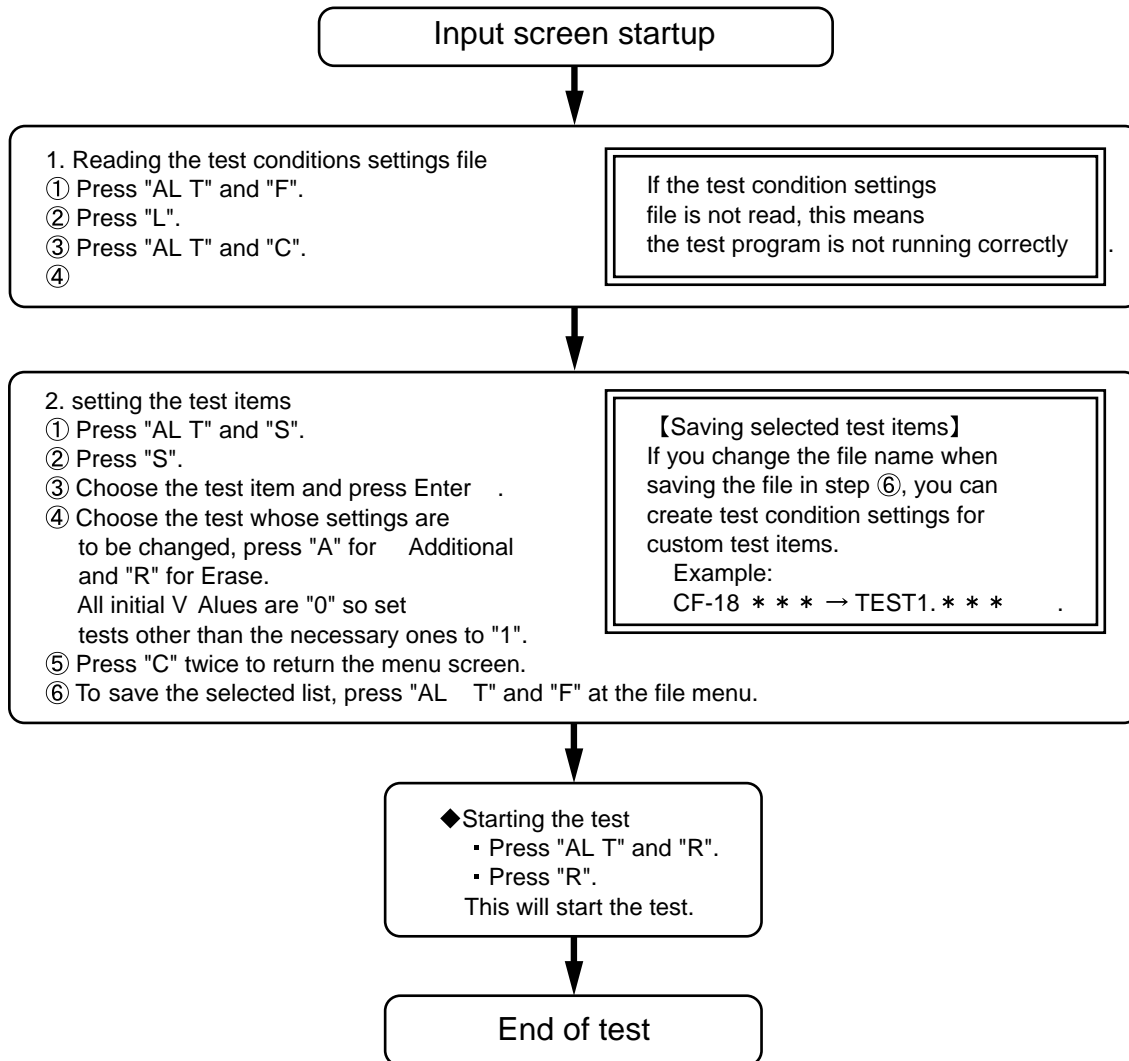 Input screen startup
1. Reading the test conditions settings file
① Press "AL T" and "F".
② Press "L".
③ Press "AL T" and "C".
④
If the test condition settings
file is not read, this means
the test program is not running correctly .
2. setting the test items
① Press "AL T" and "S".
② Press "S".
③ Choose the test item and press Enter .
④ Choose the test whose settings are
to be changed, press "A" for Additional
and "R" for Erase.
All initial V Alues are "0" so set
tests other than the necessary ones to "1".
⑤ Press "C" twice to return the menu screen.
⑥ To save the selected list, press "AL T" and "F" at the file menu.
【Saving selected test items】
If you change the file name when
saving the file in step ⑥, you can
create test condition settings for
custom test items.
Example:
CF-18 * * * → TEST1. * * * .
◆Starting the test
・Press "AL T" and "R".
・Press "R".
This will start the test.
End of test